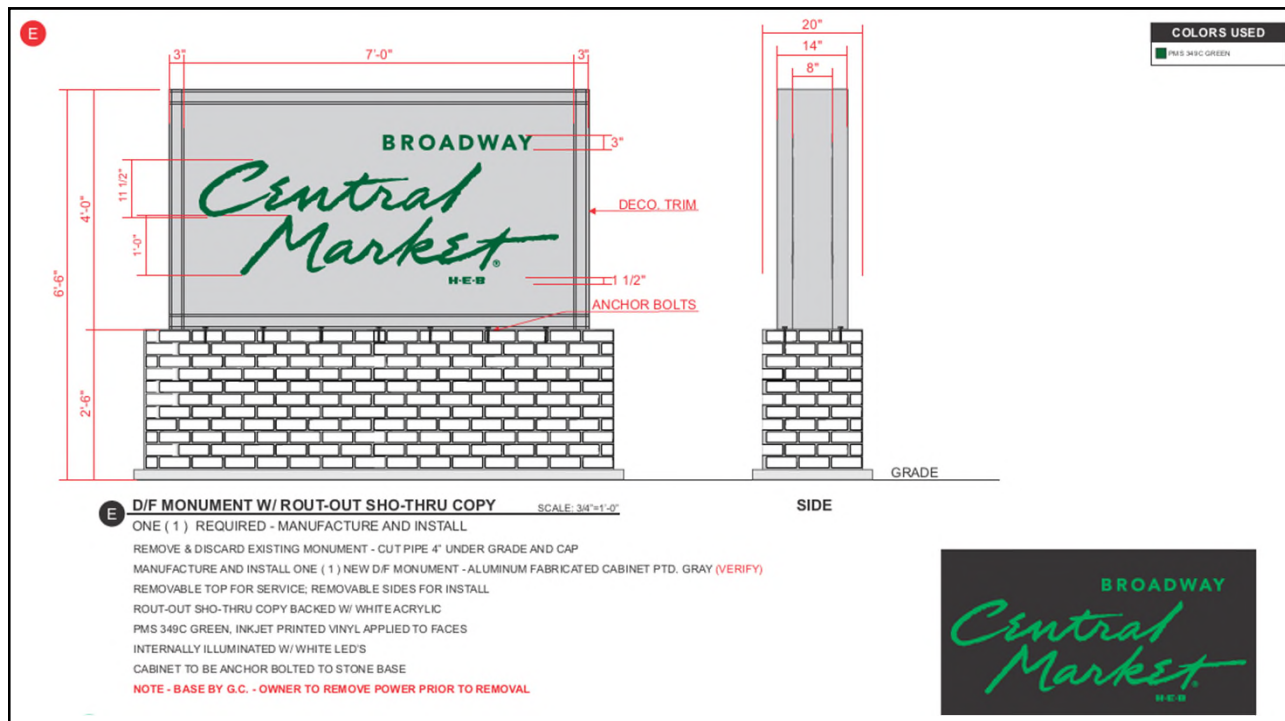 E
20"
14"
8"
COLORS USED
PMS 349C GREEN
3"
7'-0"
3"
BROADWAY
3"
Central
Market®
H-E-B
1 1/2"
11 1/2"
1'-0"
4'-0"
6'-6"
2'-6"
DECO. TRIM
ANCHOR BOLTS
GRADE
E
D/F MONUMENT W/ ROUT-OUT SHO-THRU COPY
SCALE: 3/4"=1'-0"
SIDE
ONE ( 1 ) REQUIRED - MANUFACTURE AND INSTALL
REMOVE & DISCARD EXISTING MONUMENT - CUT PIPE 4" UNDER GRADE AND CAP
MANUFACTURE AND INSTALL ONE ( 1 ) NEW D/F MONUMENT - ALUMINUM FABRICATED CABINET PTD. GRAY (VERIFY)
REMOVABLE TOP FOR SERVICE; REMOVABLE SIDES FOR INSTALL
ROUT-OUT SHO-THRU COPY BACKED W/ WHITE ACRYLIC
PMS 349C GREEN, INKJET PRINTED VINYL APPLIED TO FACES
INTERNALLY ILLUMINATED W/ WHITE LED'S
CABINET TO BE ANCHOR BOLTED TO STONE BASE
NOTE - BASE BY G.C. - OWNER TO REMOVE POWER PRIOR TO REMOVAL
BROADWAY
Central
Market®
H-E-B